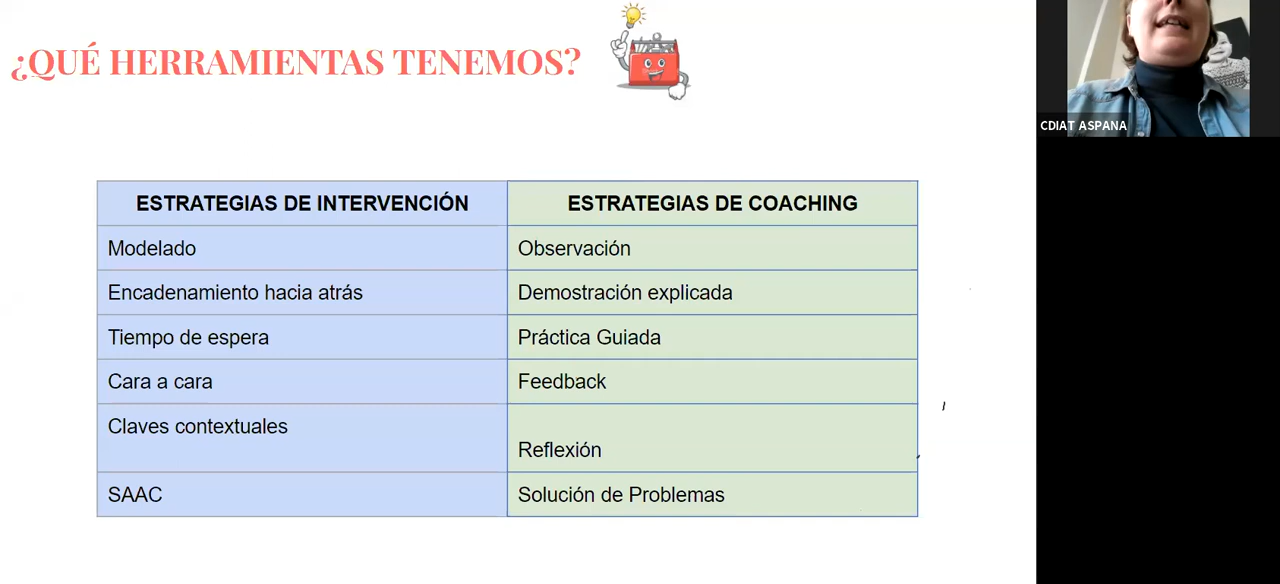 ¿QUÉ HERRAMIENTAS TENEMOS?
CDIAT ASPANA
ESTRATEGIAS DE INTERVENCIÓN
ESTRATEGIAS DE COACHING
Modelado
Observación
Encadenamiento hacia atrás
Demostración explicada
Tiempo de espera
Práctica Guiada
Cara a cara
Feedback
Claves contextuales
Reflexión
SAAC
Solución de Problemas